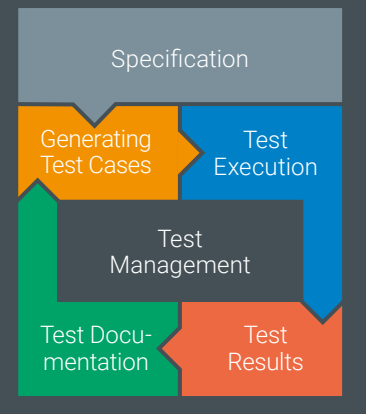 Specification
Generating
Test Cases
Test
Execution
Test
Management
Test Docu-
mentation
Test
Results